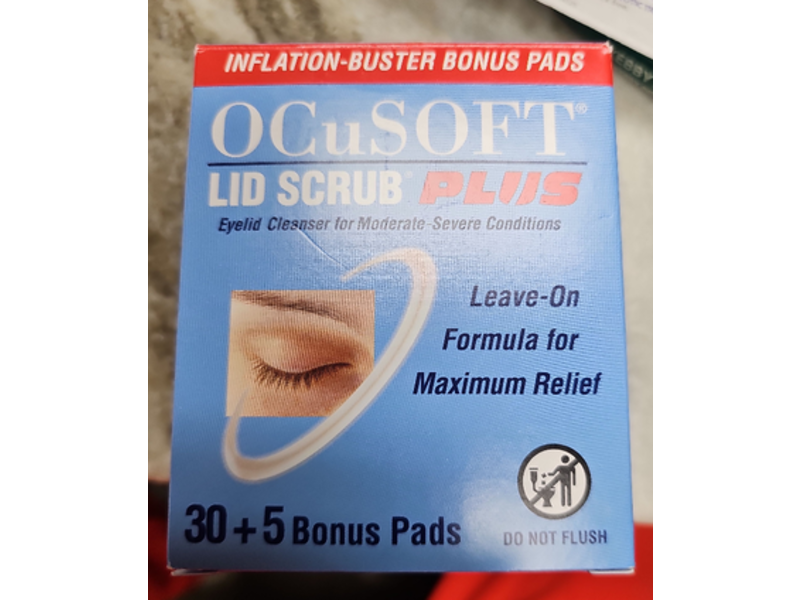 INFLATION-BUSTER BONUS PADS
OCuSOFT®
LID SCRUB® PLUS
Eyelid Cleanser for Moderate-Severe Conditions
Leave-On
Formula for
Maximum Relief
30 + 5 Bonus Pads
DO NOT FLUSH